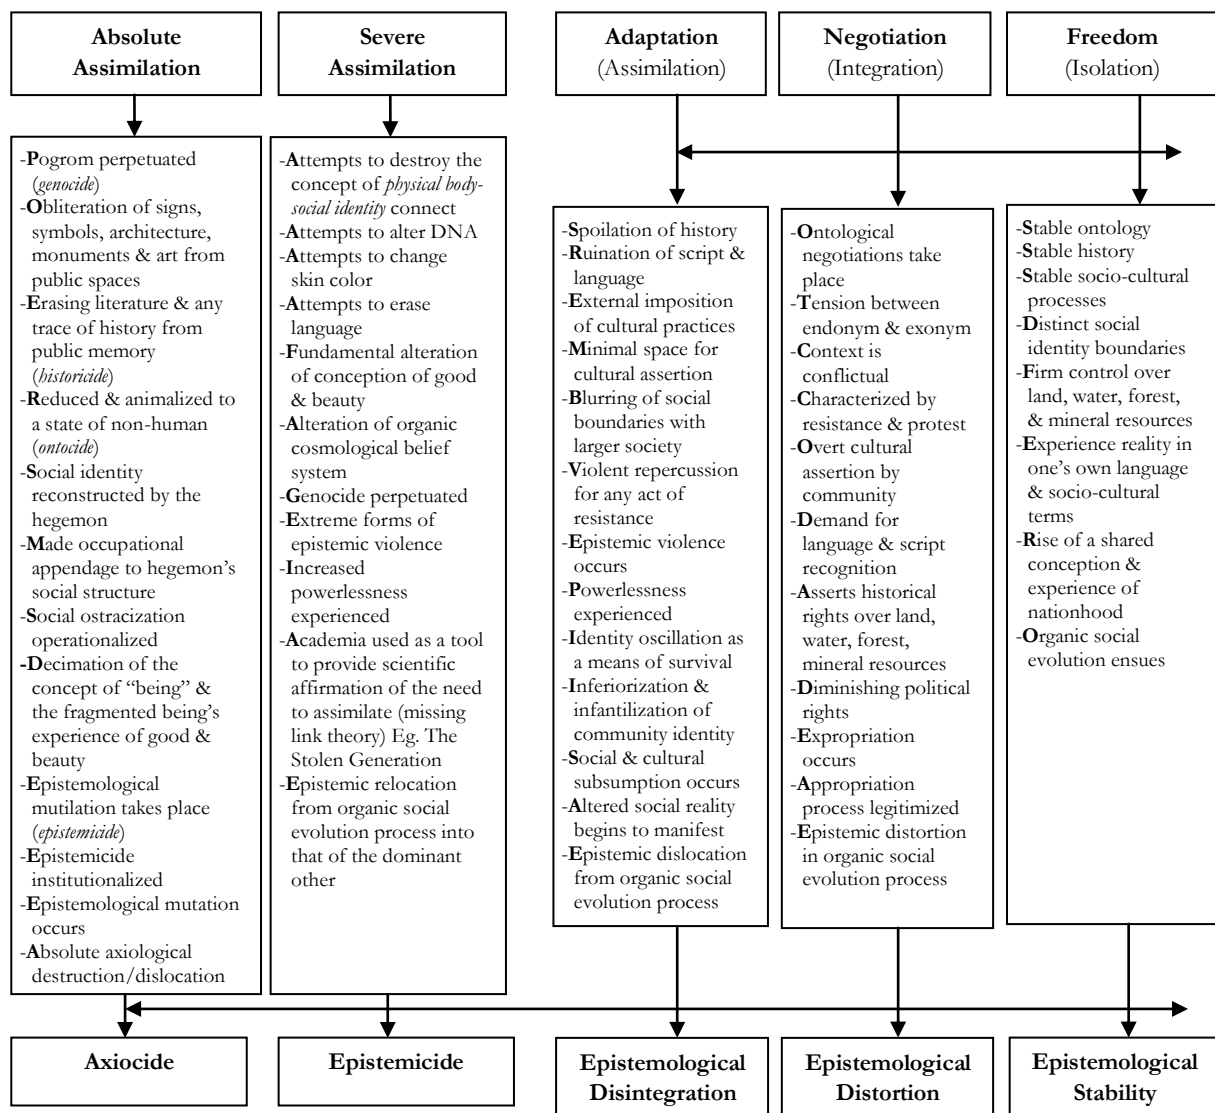 Absolute
Assimilation
Severe
Assimilation
Adaptation
(Assimilation)
Negotiation
(Integration)
Freedom
(Isolation)
-Pogrom perpetuated
(genocide)
-Obliteration of signs,
symbols, architecture,
monuments & art from
public spaces
-Erasing literature & any
trace of history from
public memory
(historicide)
-Reduced & animalized to
a state of non-human
(ontocide)
-Social identity
reconstructed by the
hegemon
-Made occupational
appendage to hegemon's
social structure
-Social ostracization
operationalized
-Decimation of the
concept of “being” &
the fragmented being's
experience of good &
beauty
-Epistemological
mutilation takes place
(epistemicide)
-Epistemicide
institutionalized
-Epistemological mutation
occurs
-Absolute axiological
destruction/dislocation
-Attempts to destroy the
concept of physical body-
social identity connect
-Attempts to alter DNA
-Attempts to change
skin color
-Attempts to erase
language
-Fundamental alteration
of conception of good
& beauty
-Alteration of organic
cosmological belief
system
-Genocide perpetuated
-Extreme forms of
epistemic violence
-Increased
powerlessness
experienced
-Academia used as a tool
to provide scientific
affirmation of the need
to assimilate (missing
link theory) Eg. The
Stolen Generation
-Epistemic relocation
from organic social
evolution process into
that of the dominant
other
-Spoilation of history
-Ruination of script &
language
-External imposition
of cultural practices
-Minimal space for
cultural assertion
-Blurring of social
boundaries with
larger society
-Violent repercussion
for any act of
resistance
-Epistemic violence
occurs
-Powerlessness
experienced
-Identity oscillation as
a means of survival
-Inferiorization &
infantilization of
community identity
-Social & cultural
subsumption occurs
-Altered social reality
begins to manifest
-Epistemic dislocation
from organic social
evolution process
-Ontological
negotiations take
place
-Tension between
endonym & exonym
-Context is
conflictual
-Characterized by
resistance & protest
-Overt cultural
assertion by
community
-Demand for
language & script
recognition
-Asserts historical
rights over land,
water, forest,
mineral resources
-Diminishing political
rights
-Expropriation
occurs
-Appropriation
process legitimized
-Epistemic distortion
in organic social
evolution process
-Stable ontology
-Stable history
-Stable socio-cultural
processes
-Distinct social
identity boundaries
-Firm control over
land, water, forest,
& mineral resources
-Experience reality in
one's own language
& socio-cultural
terms
-Rise of a shared
conception &
experience of
nationhood
-Organic social
evolution ensues
Axiocide
Epistemicide
Epistemological
Disintegration
Epistemological
Distortion
Epistemological
Stability